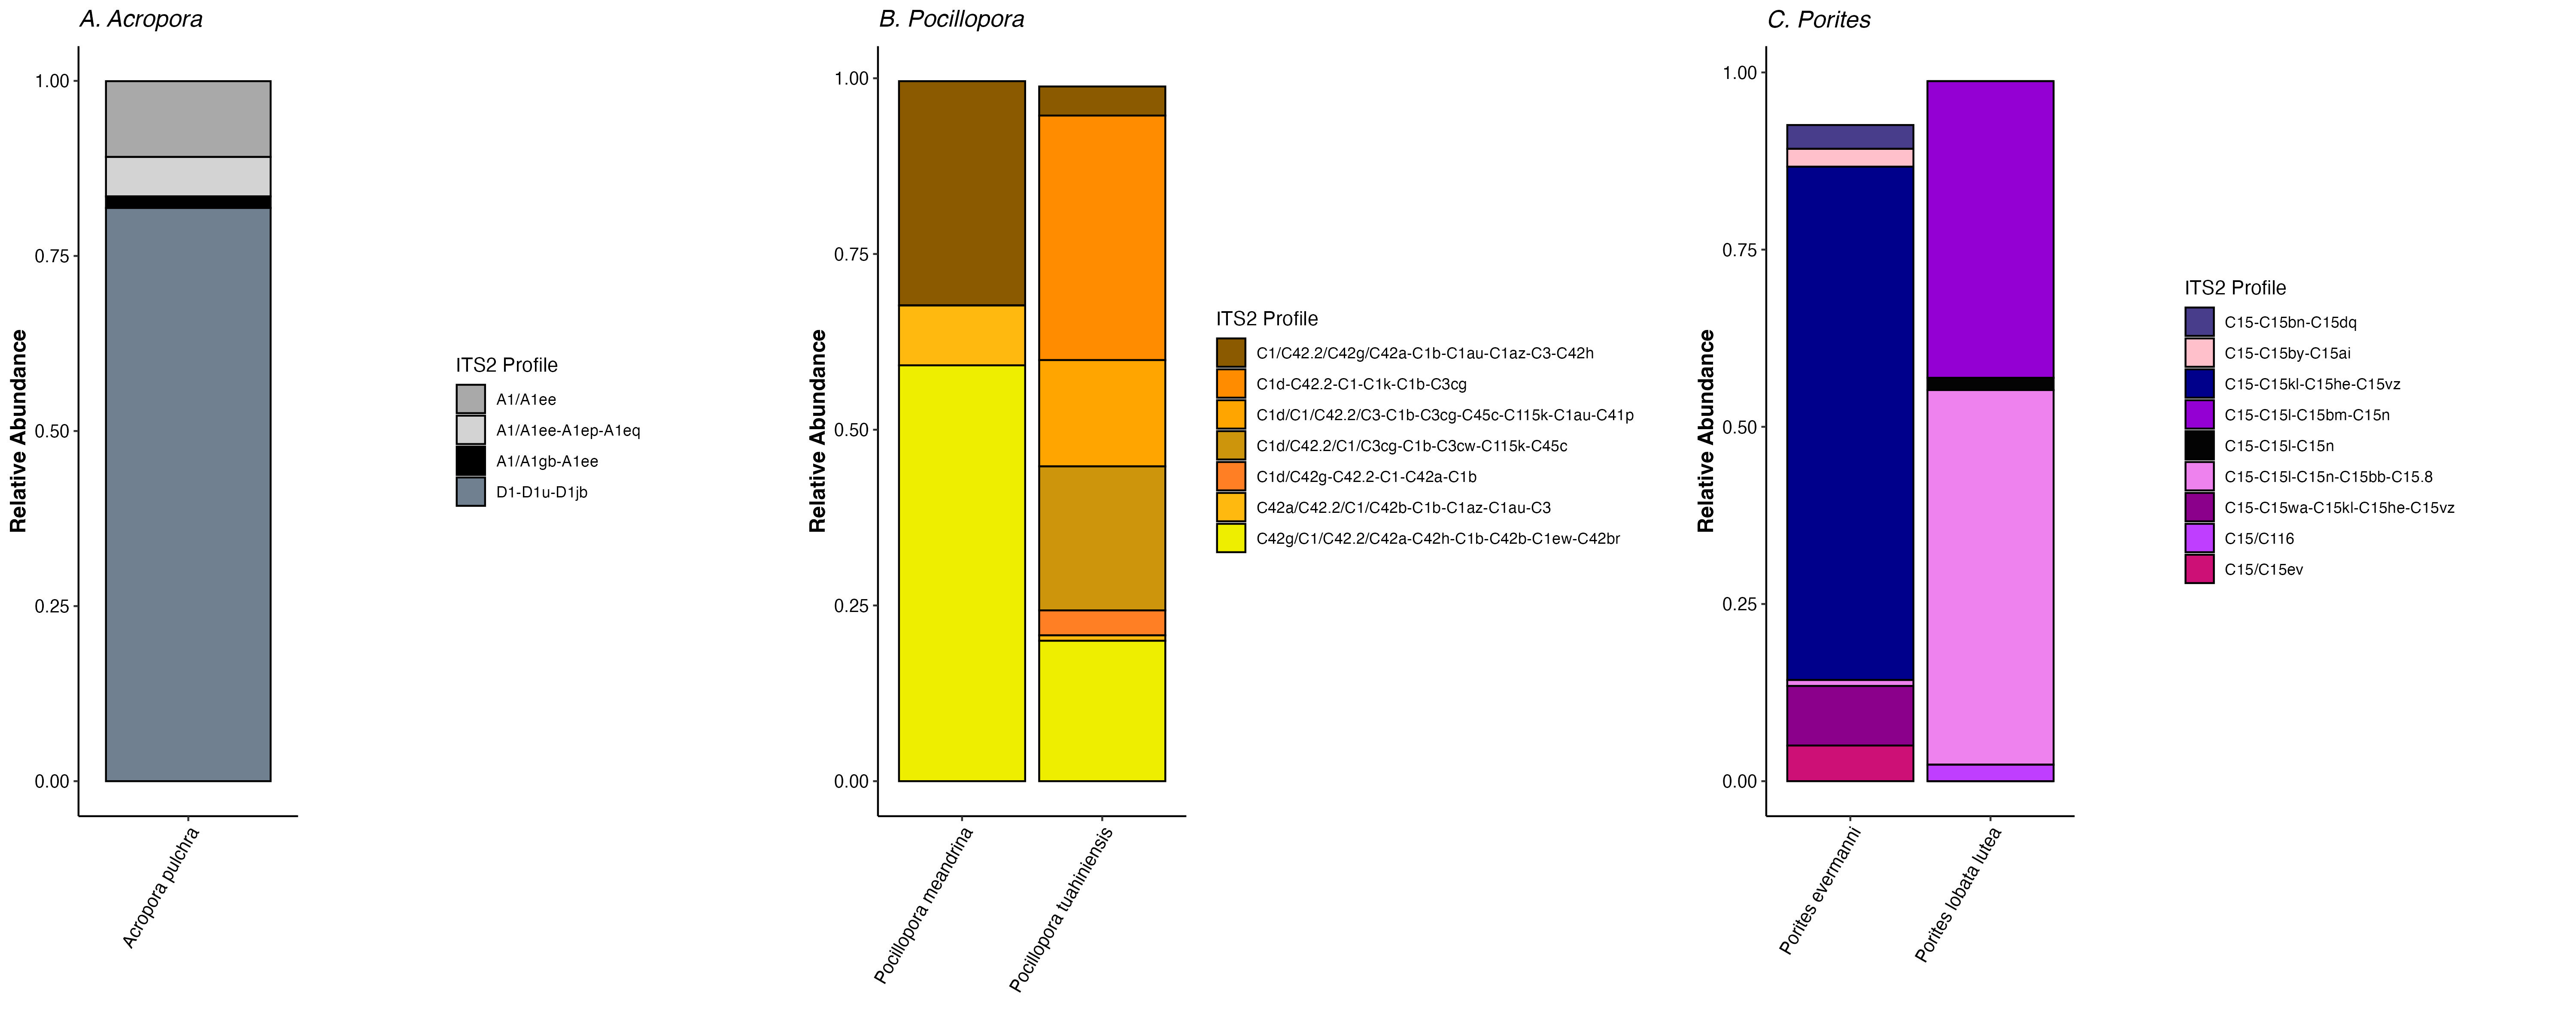 A. Acropora
Relative Abundance
1.00
0.75
0.50
0.25
0.00
Acropora pulchra
ITS2 Profile
A1/A1ee
A1/A1ee-A1ep-A1eq
A1/A1gb-A1ee
D1-D1u-D1jb
B. Pocillopora
Relative Abundance
1.00
0.75
0.50
0.25
0.00
Pocillopora meandrina
Pocillopora tuahiniensis
ITS2 Profile
C1/C42.2/C42g/C42a-C1b-C1au-C1az-C3-C42h
C1d-C42.2-C1-C1k-C1b-C3cg
C1d/C1/C42.2/C3-C1b-C3cg-C45c-C115k-C1au-C41p
C1d/C42.2/C1/C3cg-C1b-C3cw-C115k-C45c
C1d/C42g-C42.2-C1-C42a-C1b
C42a/C42.2/C1/C42b-C1b-C1az-C1au-C3
C42g/C1/C42.2/C42a-C42h-C1b-C42b-C1ew-C42br
C. Porites
Relative Abundance
1.00
0.75
0.50
0.25
0.00
Porites evermanni
Porites lobata lutea
ITS2 Profile
C15-C15bn-C15dq
C15-C15by-C15ai
C15-C15kl-C15he-C15vz
C15-C15l-C15bm-C15n
C15-C15l-C15n
C15-C15l-C15n-C15bb-C15.8
C15-C15wa-C15kl-C15he-C15vz
C15/C116
C15/C15ev